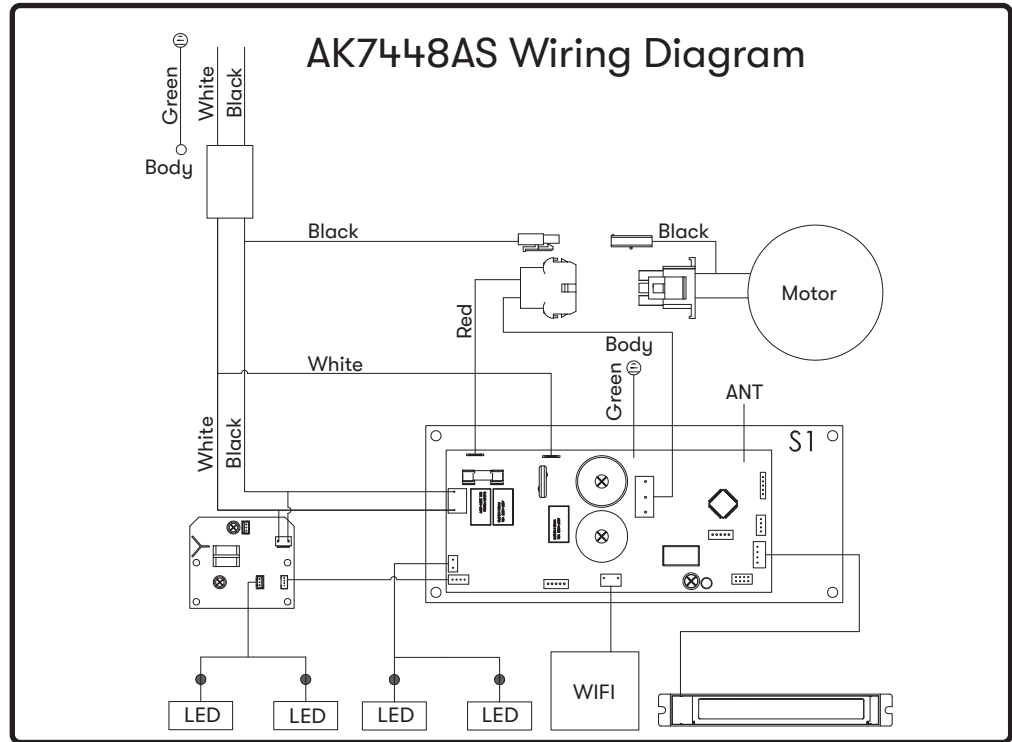 AK7448AS Wiring Diagram
Green
White
Black
Body
Black
Black
Motor
Red
White
Body
Green
ANT
White
Black
S1
LED
LED
LED
LED
WIFI